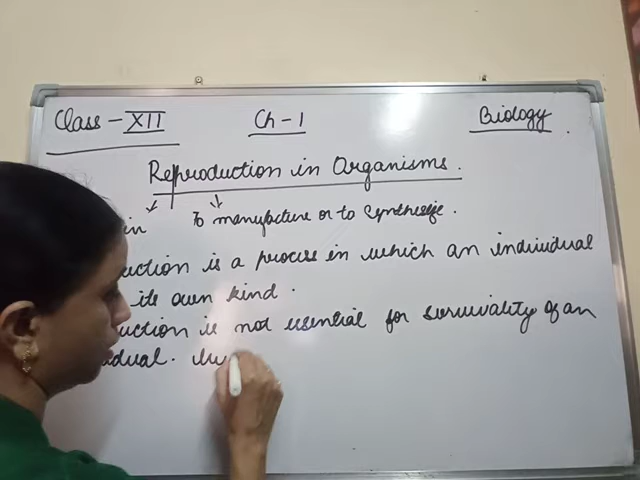 Class - XII Ch - 1 Biology
Reproduction in Organisms.
in To manufacture or to synthesize.
uction is a process in which an individual
its own kind.
uction is not essential for survivality of an
dual.